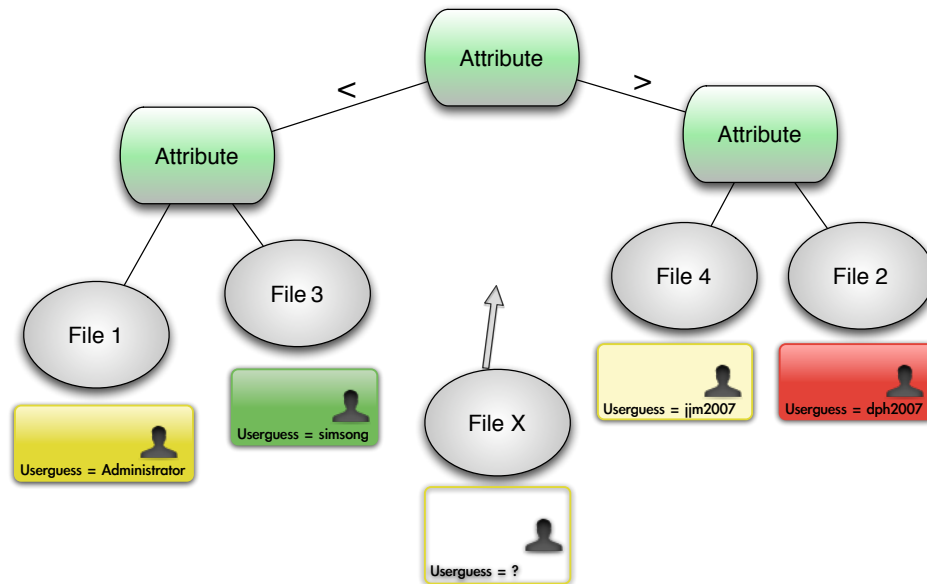 Attribute
<
>
Attribute
Attribute
File 1
File 3
File 4
File 2
File X
Userguess = Administrator
Userguess = simsong
Userguess = jjm2007
Userguess = dph2007
Userguess = ?